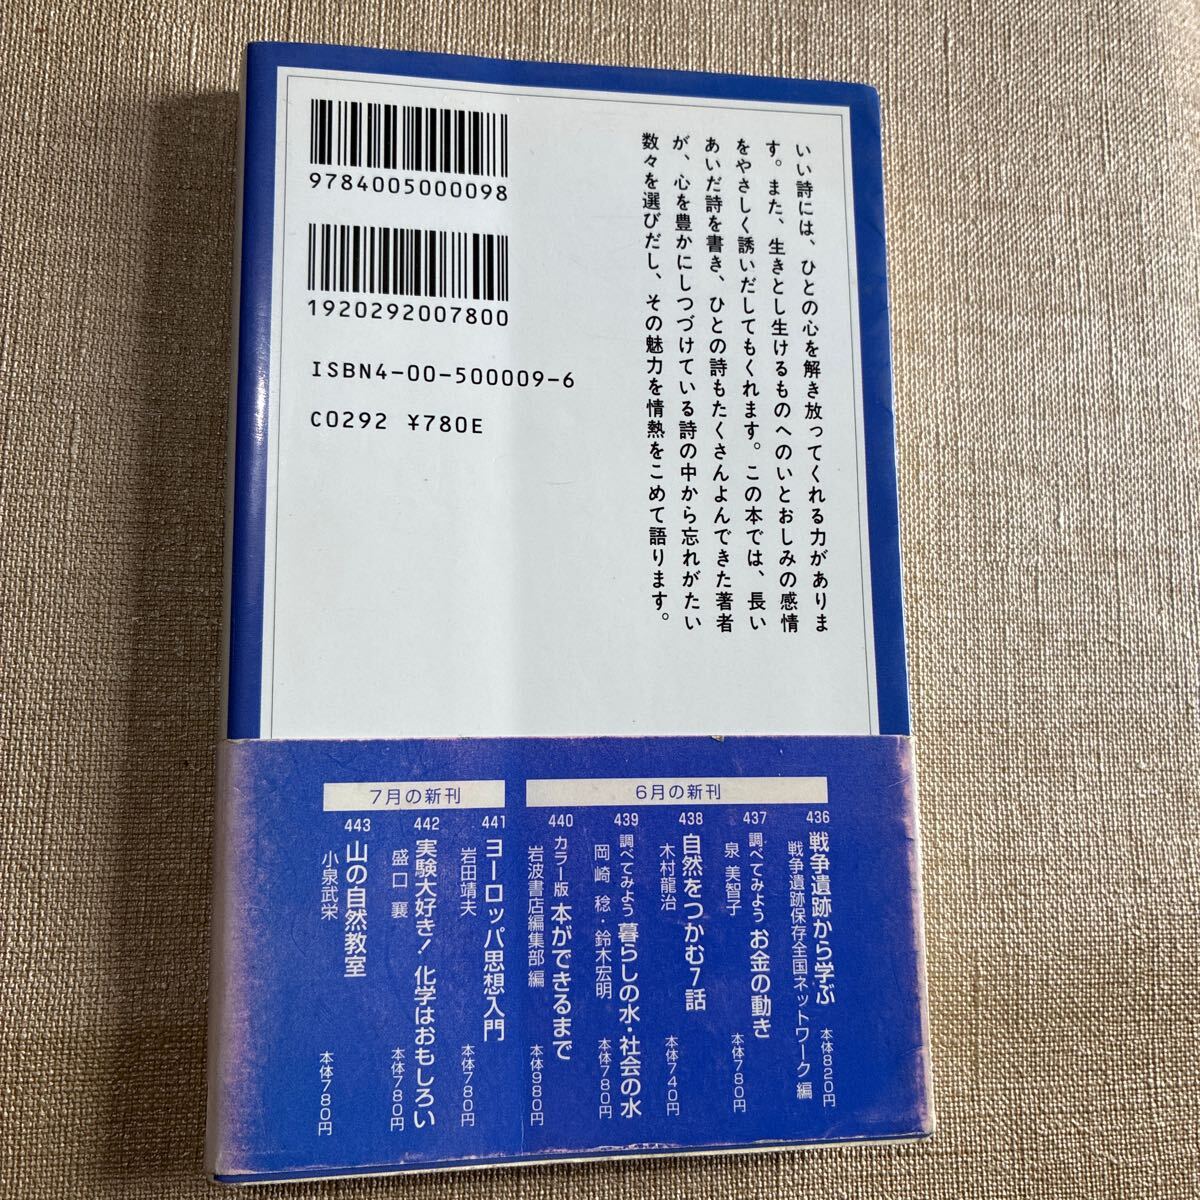 9784005000098
1920292007800
ISBN4-00-500009-6
C0292 ¥780E
いい詩には、ひとの心を解き放ってくれる力がありま
す。また、生きとし生けるものへのいとおしみの感情
をやさしく誘いだしてもくれます。この本では、長い
あいだ詩を書き、ひとの詩もたくさんよんできた著者
が、心を豊かにしつづけている詩の中から忘れがたい
数々を選びだし、その魅力を情熱をこめて語ります。
6月の新刊
436 戦争遺跡から学ぶ
戦争遺跡保存全国ネットワーク 編 本体820円
437 調べてみよう お金の動き
泉 美智子 本体780円
438 自然をつかむ7話
木村龍治 本体740円
439 調べてみよう 暮らしの水・社会の水
岡崎 稔・鈴木宏明 本体780円
440 カラー版 本ができるまで
岩波書店編集部 編 本体980円
7月の新刊
441 ヨーロッパ思想入門
岩田靖夫 本体780円
442 実験大好き! 化学はおもしろい
盛口 襄 本体780円
443 山の自然教室
小泉武栄 本体780円